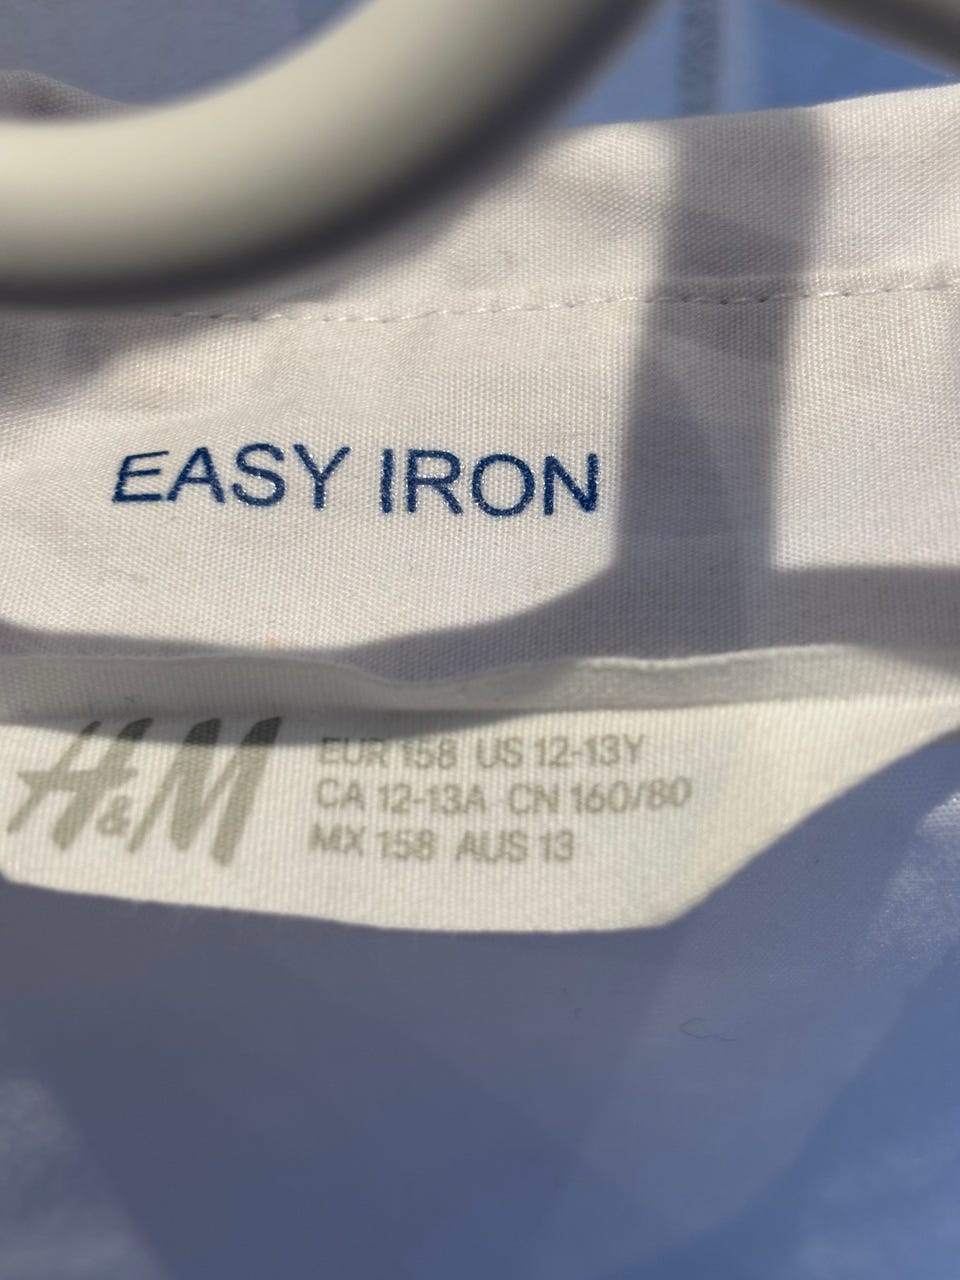 EASY IRON
H&M
EUR 158 US 12-13Y
CA 12-13A CN 160/80
MX 158 AUS 13